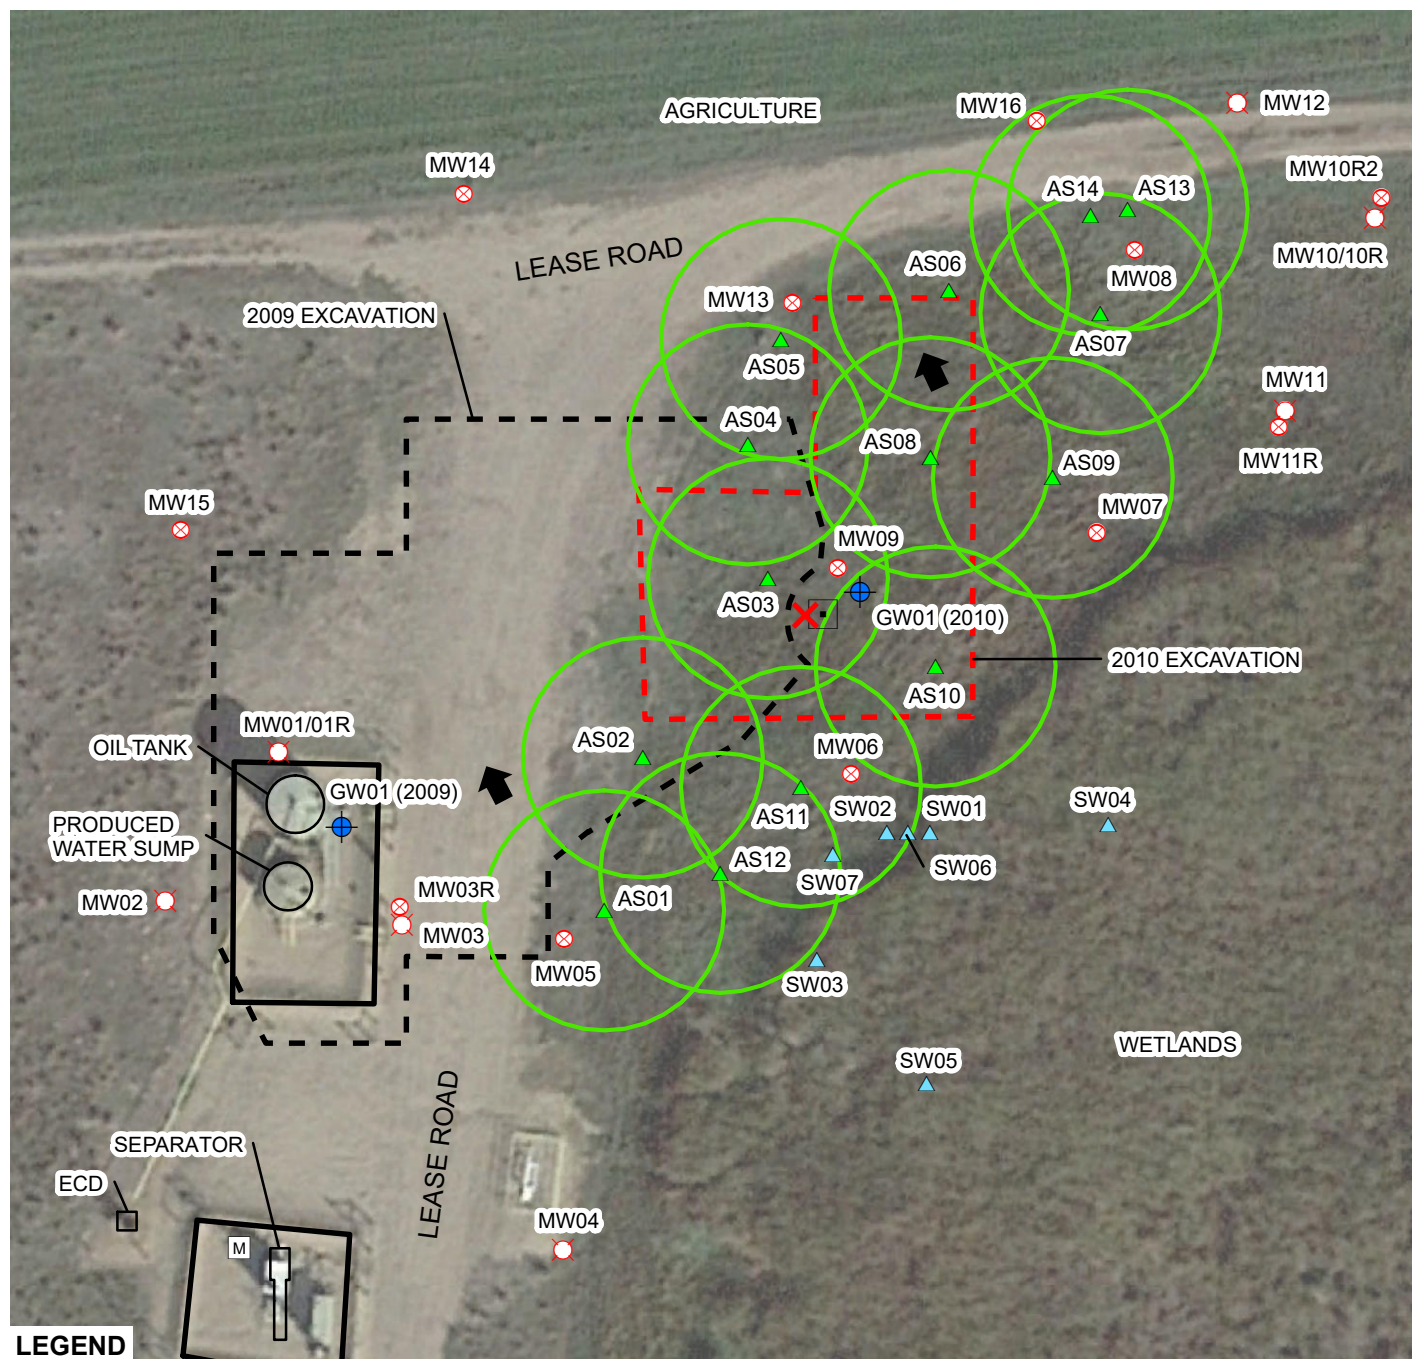 AGRICULTURE
MW16
MW12
MW14
MW10R2
AS14
AS13
MW10/10R
LEASE ROAD
AS06
MW08
MW13
2009 EXCAVATION
AS05
AS07
MW11
AS04
AS08
AS09
MW11R
MW15
MW07
MW09
AS03
GW01 (2010)
2010 EXCAVATION
AS10
MW01/01R
OIL TANK
AS02
MW06
GW01 (2009)
PRODUCED
WATER SUMP
AS11
SW02
SW01
SW04
SW06
AS12
SW07
MW02
MW03R
AS01
MW03
MW05
SW03
WETLANDS
SW05
LEASE ROAD
SEPARATOR
ECD
MW04
M
LEGEND